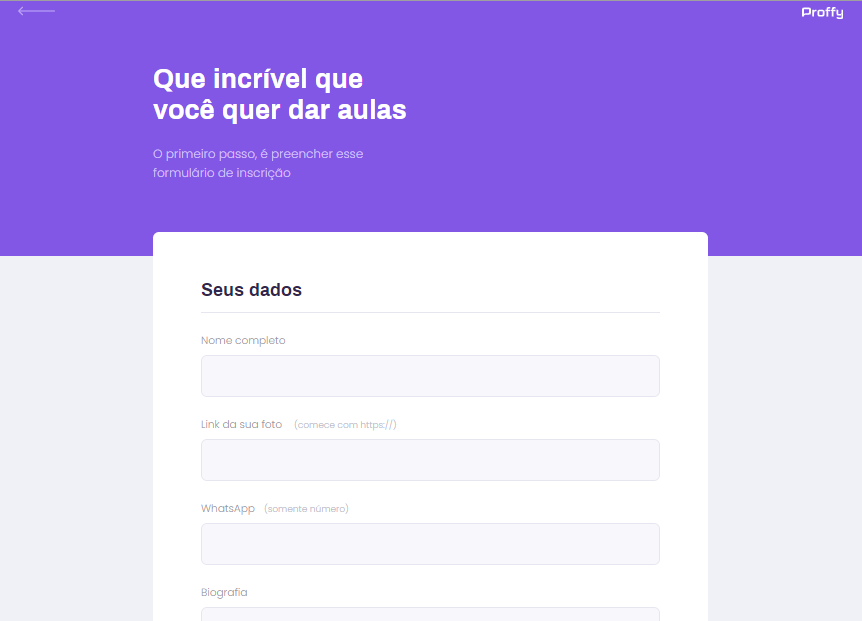 Proffy
Que incrível que
você quer dar aulas
O primeiro passo, é preencher esse
formulário de inscrição
Seus dados
Nome completo
Link da sua foto (comece com https://)
WhatsApp (somente número)
Biografia